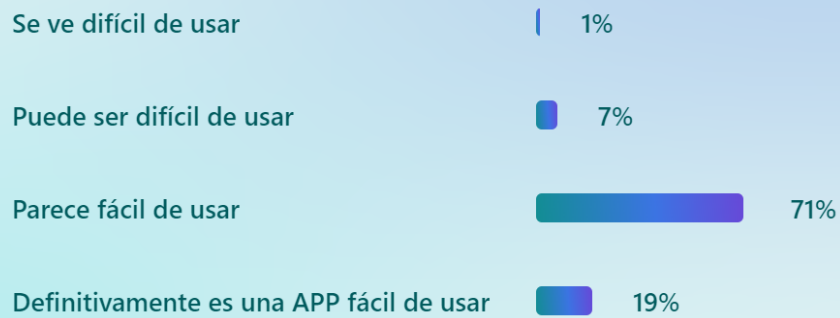 Se ve difícil de usar 1%
Puede ser difícil de usar 7%
Parece fácil de usar 71%
Definitivamente es una APP fácil de usar 19%